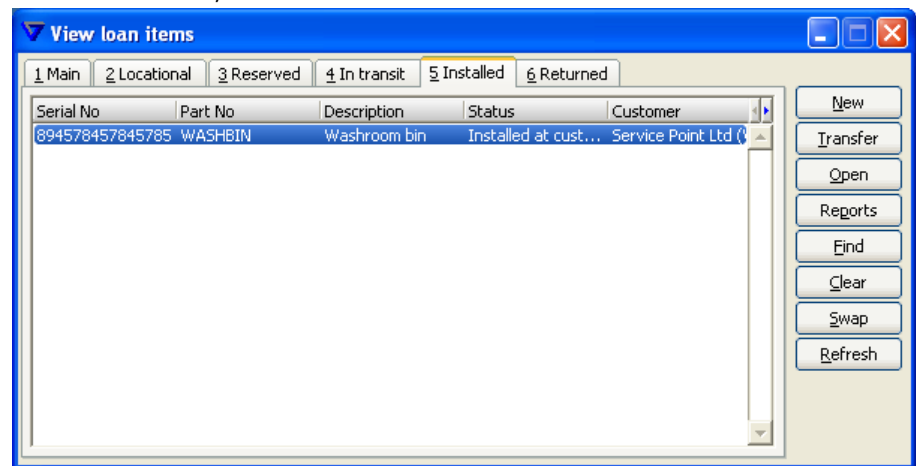 View loan items
1 Main 2 Locational 3 Reserved 4 In transit 5 Installed 6 Returned
Serial No Part No Description Status Customer
894578457845785 WASHBIN Washroom bin Installed at cust... Service Point Ltd (
New
Transfer
Open
Reports
Find
Clear
Swap
Refresh